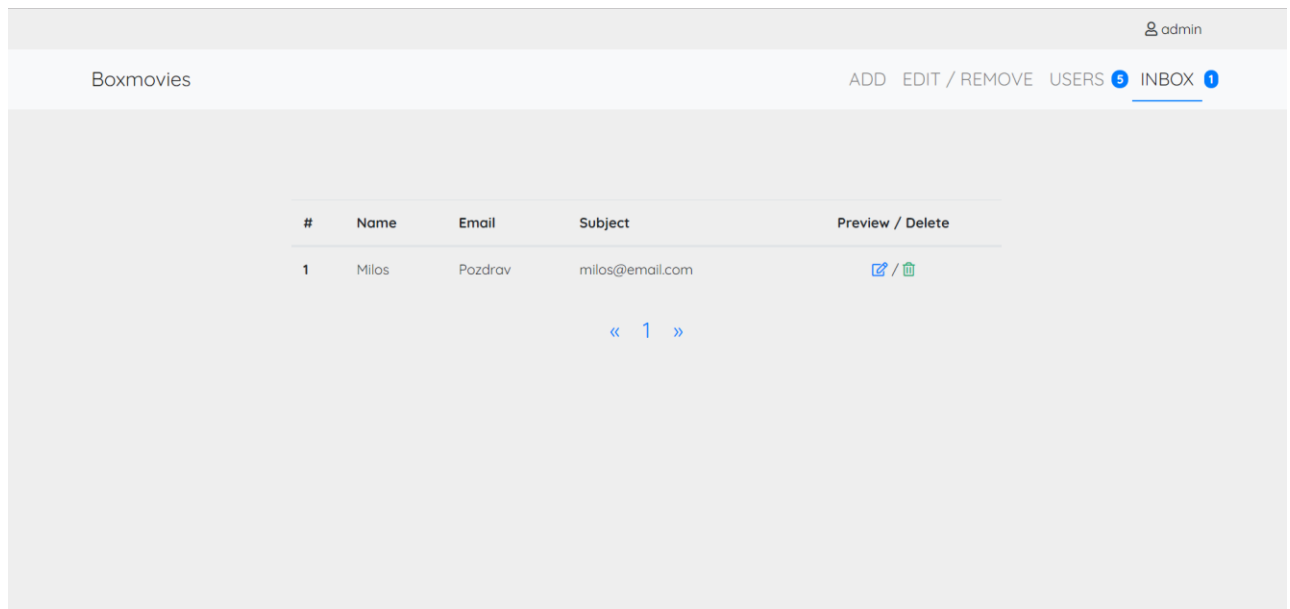 admin
Boxmovies ADD EDIT / REMOVE USERS 5 INBOX 1
# Name Email Subject Preview / Delete
1 Milos Pozdrav milos@email.com /
« 1 »